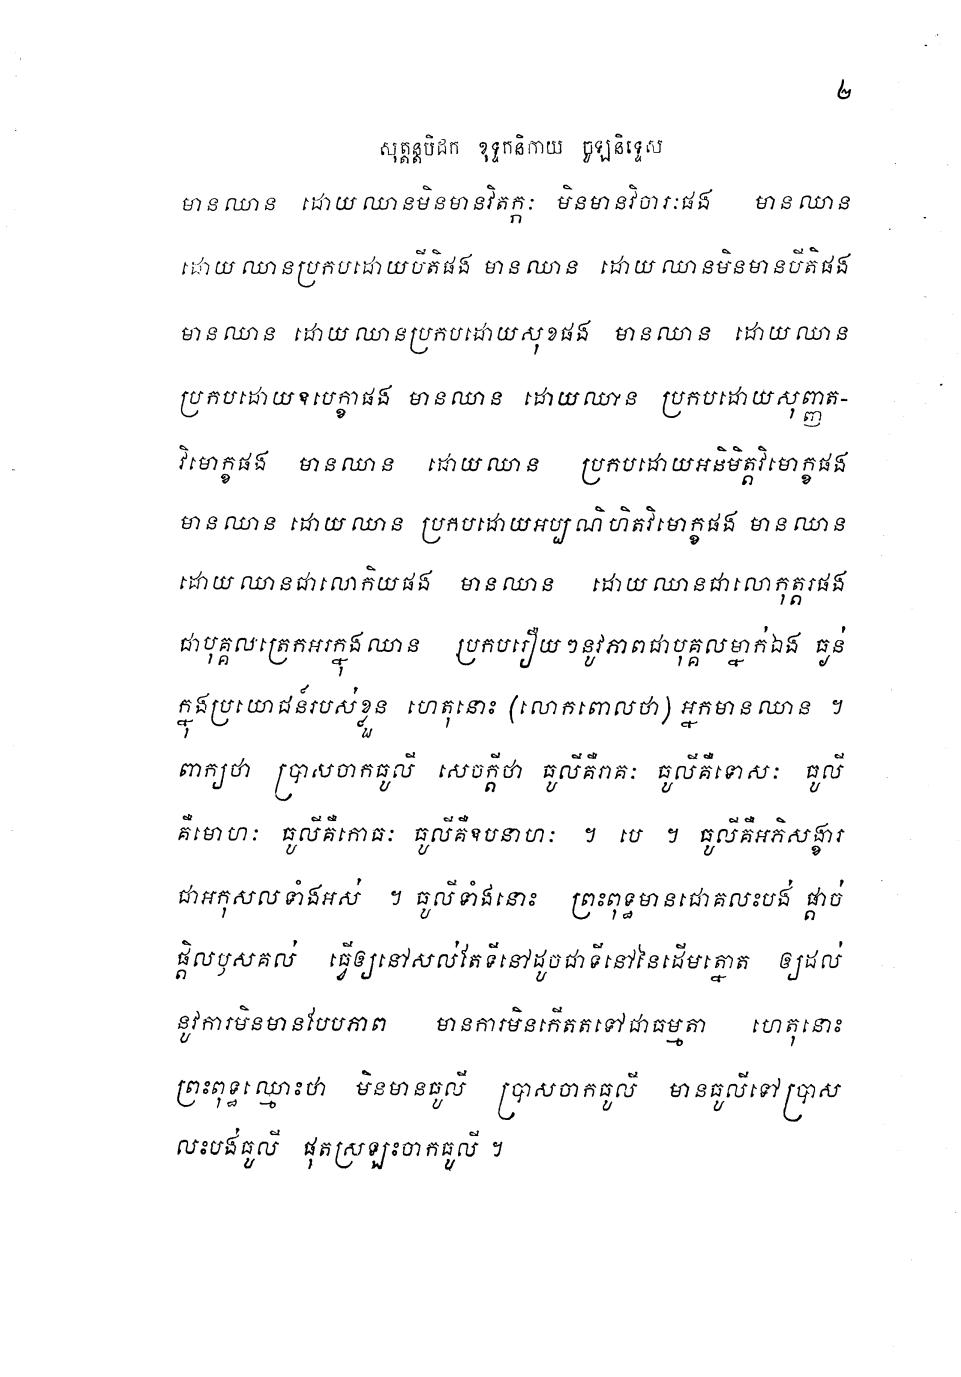 ២
សុត្តន្តបិដក ខុទ្ទកនិកាយ ចូឡនិទ្ទេស
មានឈាន ដោយឈានមិនមានវិតក្កៈ មិនមានវិចារៈផង មានឈាន
ដោយឈានប្រកបដោយបីតិផង មានឈាន ដោយឈានមិនមានបីតិផង
មានឈាន ដោយឈានប្រកបដោយសុខផង មានឈាន ដោយឈាន
ប្រកបដោយឧបេក្ខាផង មានឈាន ដោយឈាន ប្រកបដោយសុញ្ញត-
វិមោក្ខផង មានឈាន ដោយឈាន ប្រកបដោយអនិមិត្តវិមោក្ខផង
មានឈាន ដោយឈាន ប្រកបដោយអប្បណិហិតវិមោក្ខផង មានឈាន
ដោយឈានជាលោកិយផង មានឈាន ដោយឈានជាលោកុត្តរផង
ជាបុគ្គលត្រេកអរក្នុងឈាន ប្រកបរឿយៗនូវភាពជាបុគ្គលម្នាក់ឯង ធ្ងន់
ក្នុងប្រយោជន៍របស់ខ្លួន ហេតុនោះ (លោកពោលថា) អ្នកមានឈាន ។
ពាក្យថា ប្រាសចាកធូលី សេចក្តីថា ធូលីគឺរាគៈ ធូលីគឺទោសៈ ធូលី
គឺមោហៈ ធូលីគឺកោធៈ ធូលីគឺឧបនាហៈ ។ បេ ។ ធូលីគឺអភិសង្ខារ
ជាអកុសលទាំងអស់ ។ ធូលីទាំងនោះ ព្រះពុទ្ធមានជោគលះបង់ ផ្តាច់
ផ្តិលឫសគល់ ធ្វើឲ្យនៅសល់តែទីនៅដូចជាទីនៅនៃដើមត្នោត ឲ្យដល់
នូវការមិនមានបែបភាព មានការមិនកើតតទៅជាធម្មតា ហេតុនោះ
ព្រះពុទ្ធឈ្មោះថា មិនមានធូលី ប្រាសចាកធូលី មានធូលីទៅប្រាស
លះបង់ធូលី ផុតស្រឡះចាកធូលី ។